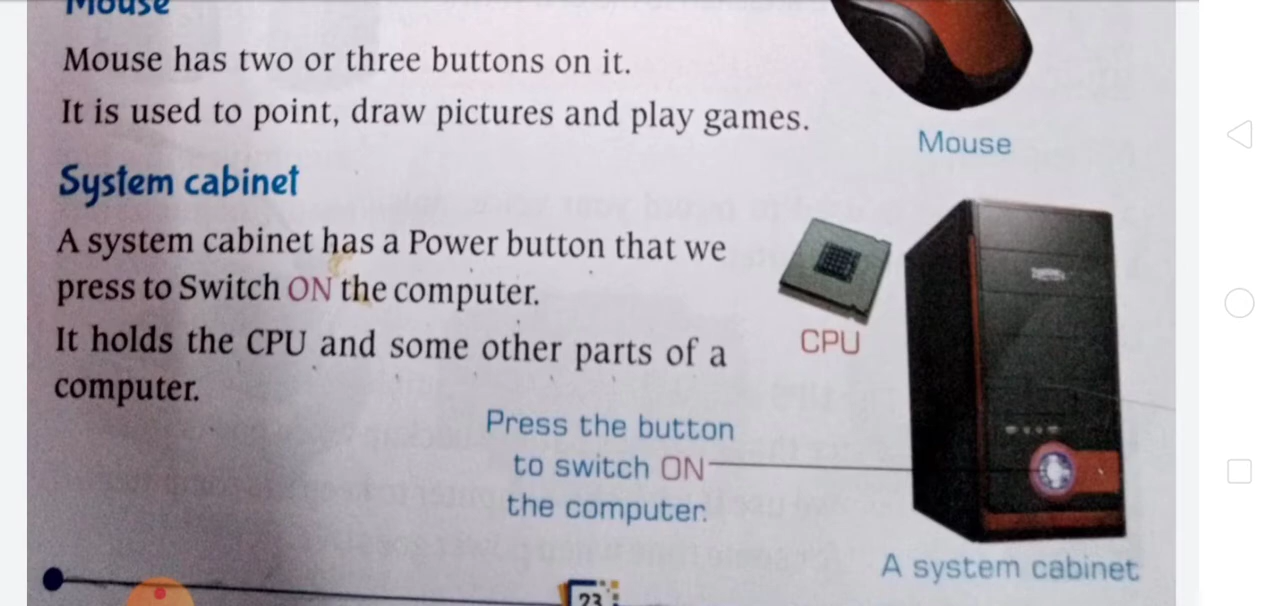 Mouse
Mouse has two or three buttons on it.
It is used to point, draw pictures and play games.
Mouse
System cabinet
A system cabinet has a Power button that we
press to Switch ON the computer.
It holds the CPU and some other parts of a
computer.
CPU
Press the button
to switch ON
the computer.
A system cabinet
23